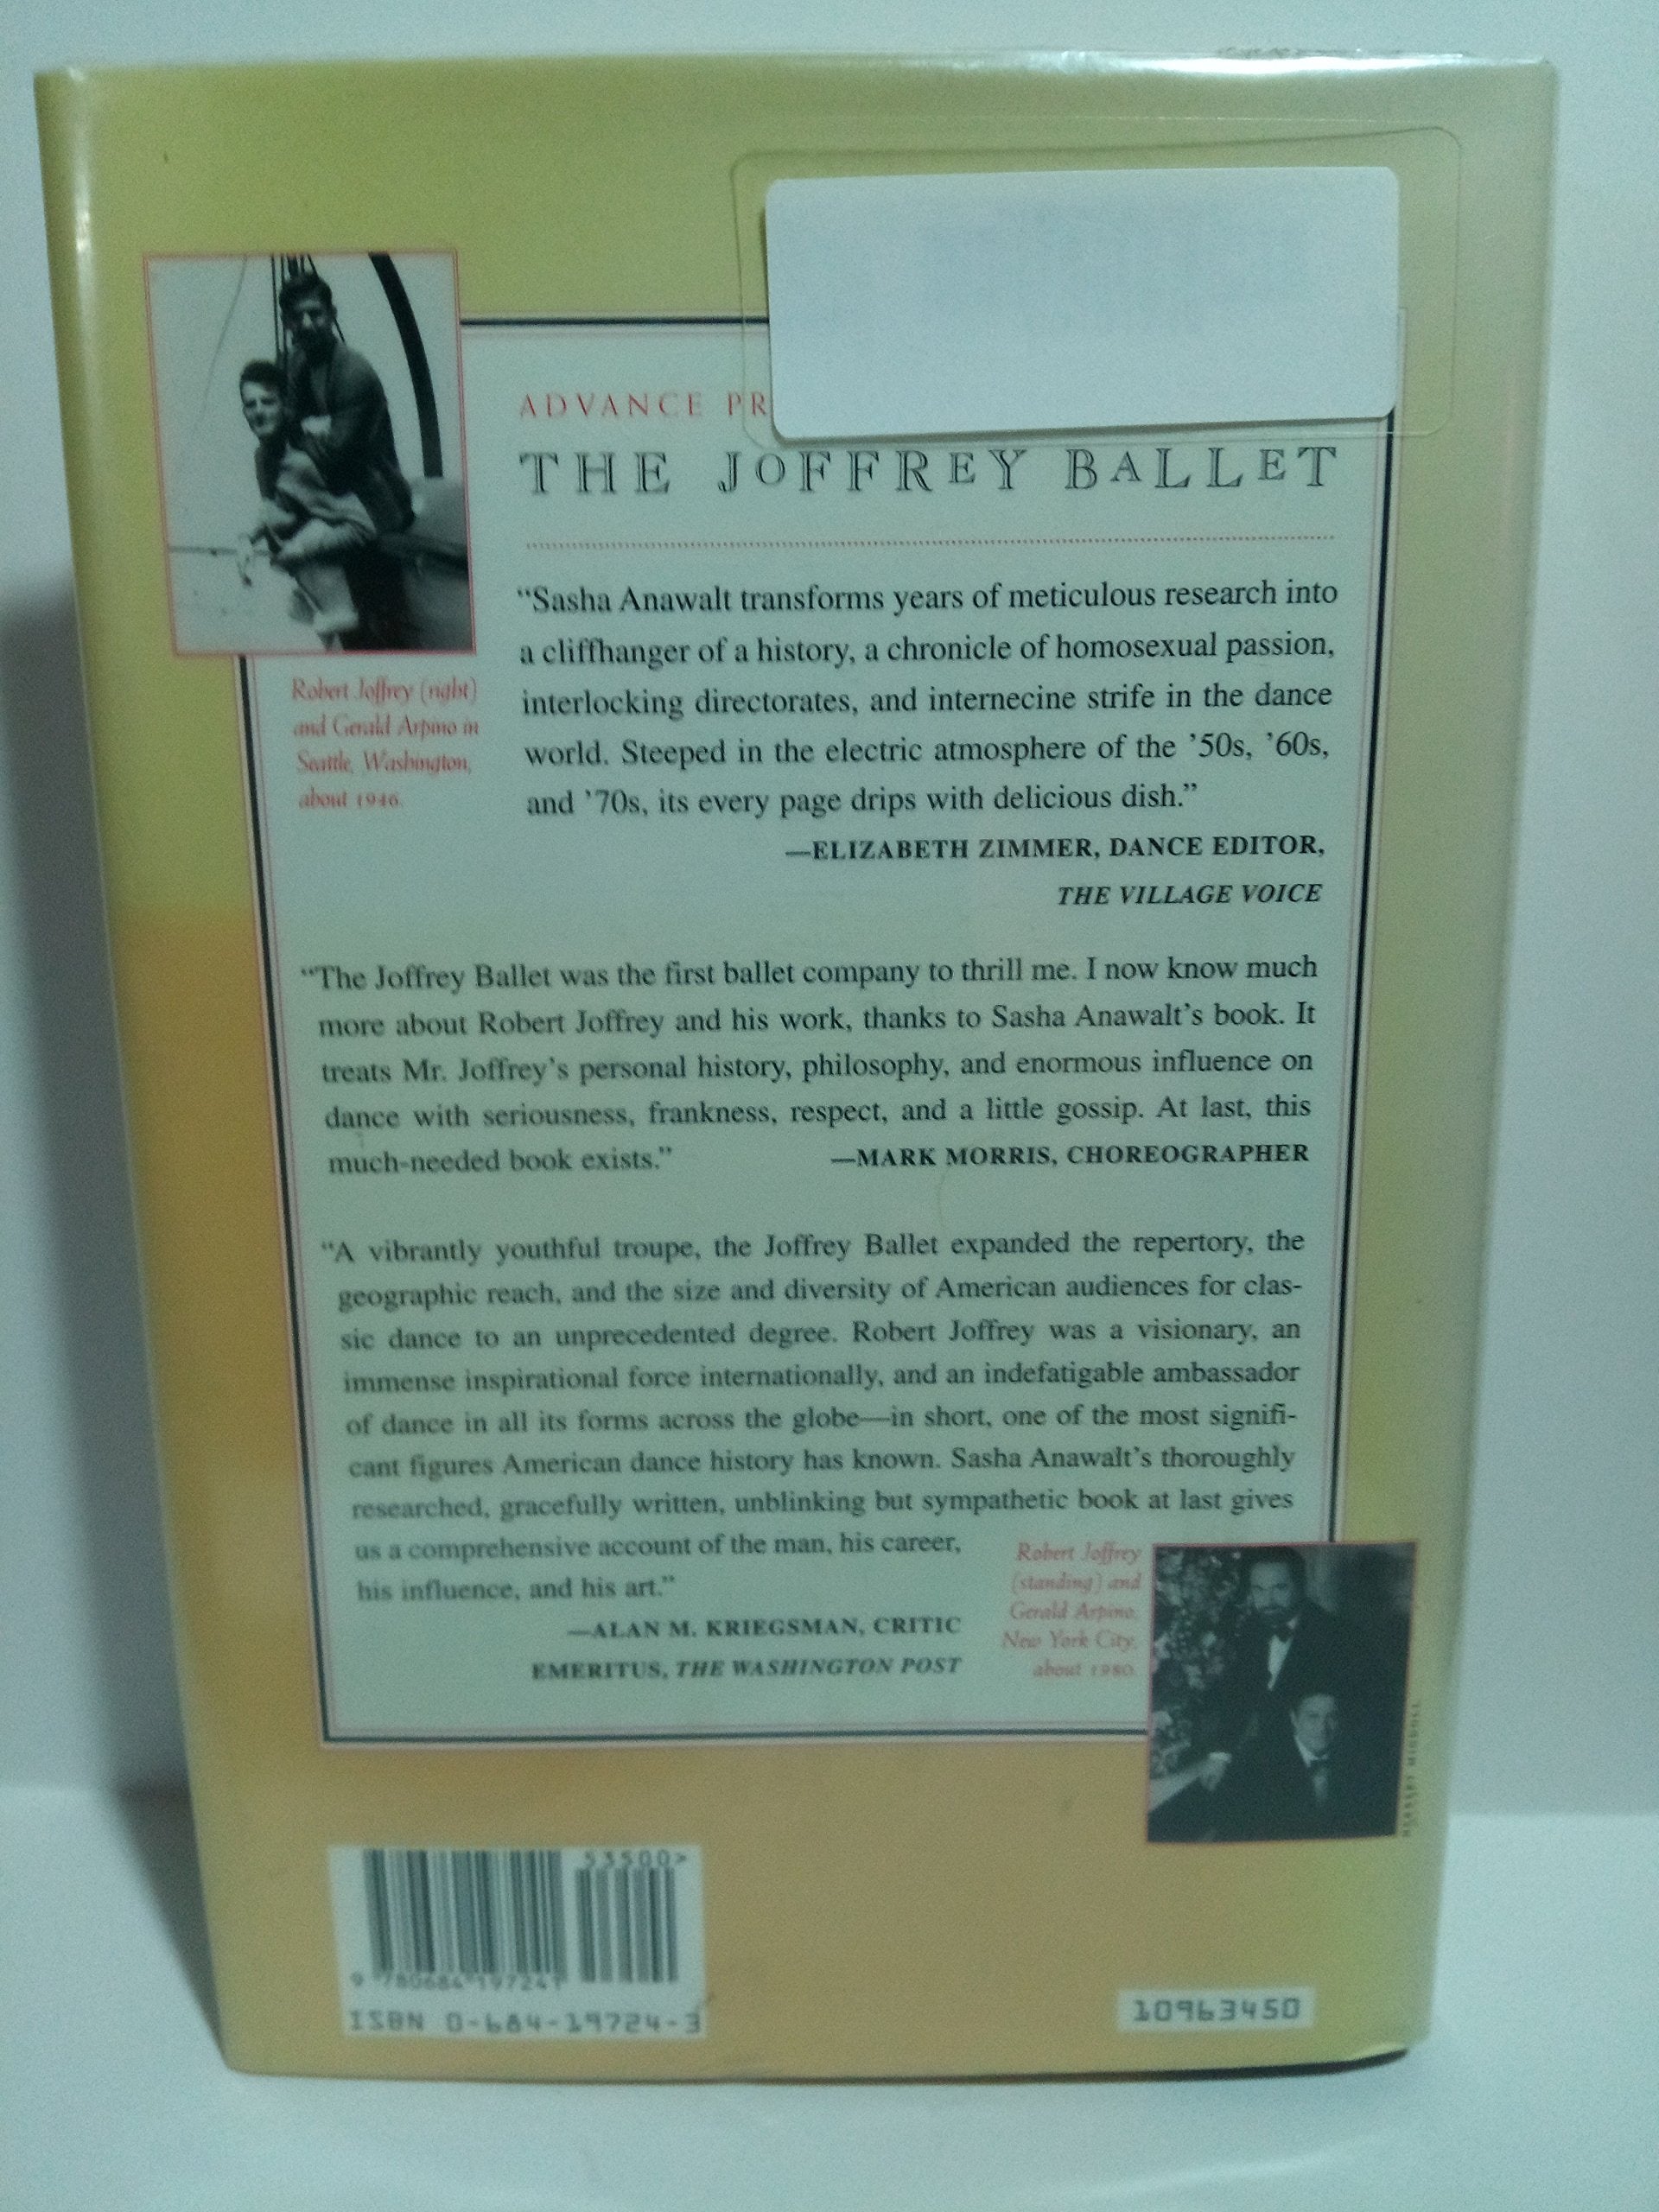 ADVANCE PR
THE JOFFREY BALLET
“Sasha Anawalt transforms years of meticulous research into
a cliffhanger of a history, a chronicle of homosexual passion,
interlocking directorates, and internecine strife in the dance
world. Steeped in the electric atmosphere of the ’50s, ’60s,
and ’70s, its every page drips with delicious dish.”
—ELIZABETH ZIMMER, DANCE EDITOR,
THE VILLAGE VOICE
Robert Joffrey (right)
and Gerald Arpino in
Seattle, Washington,
about 1946.
“The Joffrey Ballet was the first ballet company to thrill me. I now know much
more about Robert Joffrey and his work, thanks to Sasha Anawalt’s book. It
treats Mr. Joffrey’s personal history, philosophy, and enormous influence on
dance with seriousness, frankness, respect, and a little gossip. At last, this
much-needed book exists.” —MARK MORRIS, CHOREOGRAPHER
“A vibrantly youthful troupe, the Joffrey Ballet expanded the repertory, the
geographic reach, and the size and diversity of American audiences for clas-
sic dance to an unprecedented degree. Robert Joffrey was a visionary, an
immense inspirational force internationally, and an indefatigable ambassador
of dance in all its forms across the globe—in short, one of the most signifi-
cant figures American dance history has known. Sasha Anawalt’s thoroughly
researched, gracefully written, unblinking but sympathetic book at last gives
us a comprehensive account of the man, his career,
his influence, and his art.”
—ALAN M. KRIEGSMAN, CRITIC
EMERITUS, THE WASHINGTON POST
Robert Joffrey
(standing) and
Gerald Arpino,
New York City,
about 1980.
53500>
9 780684 197241
ISBN 0-684-19724-3
10963450